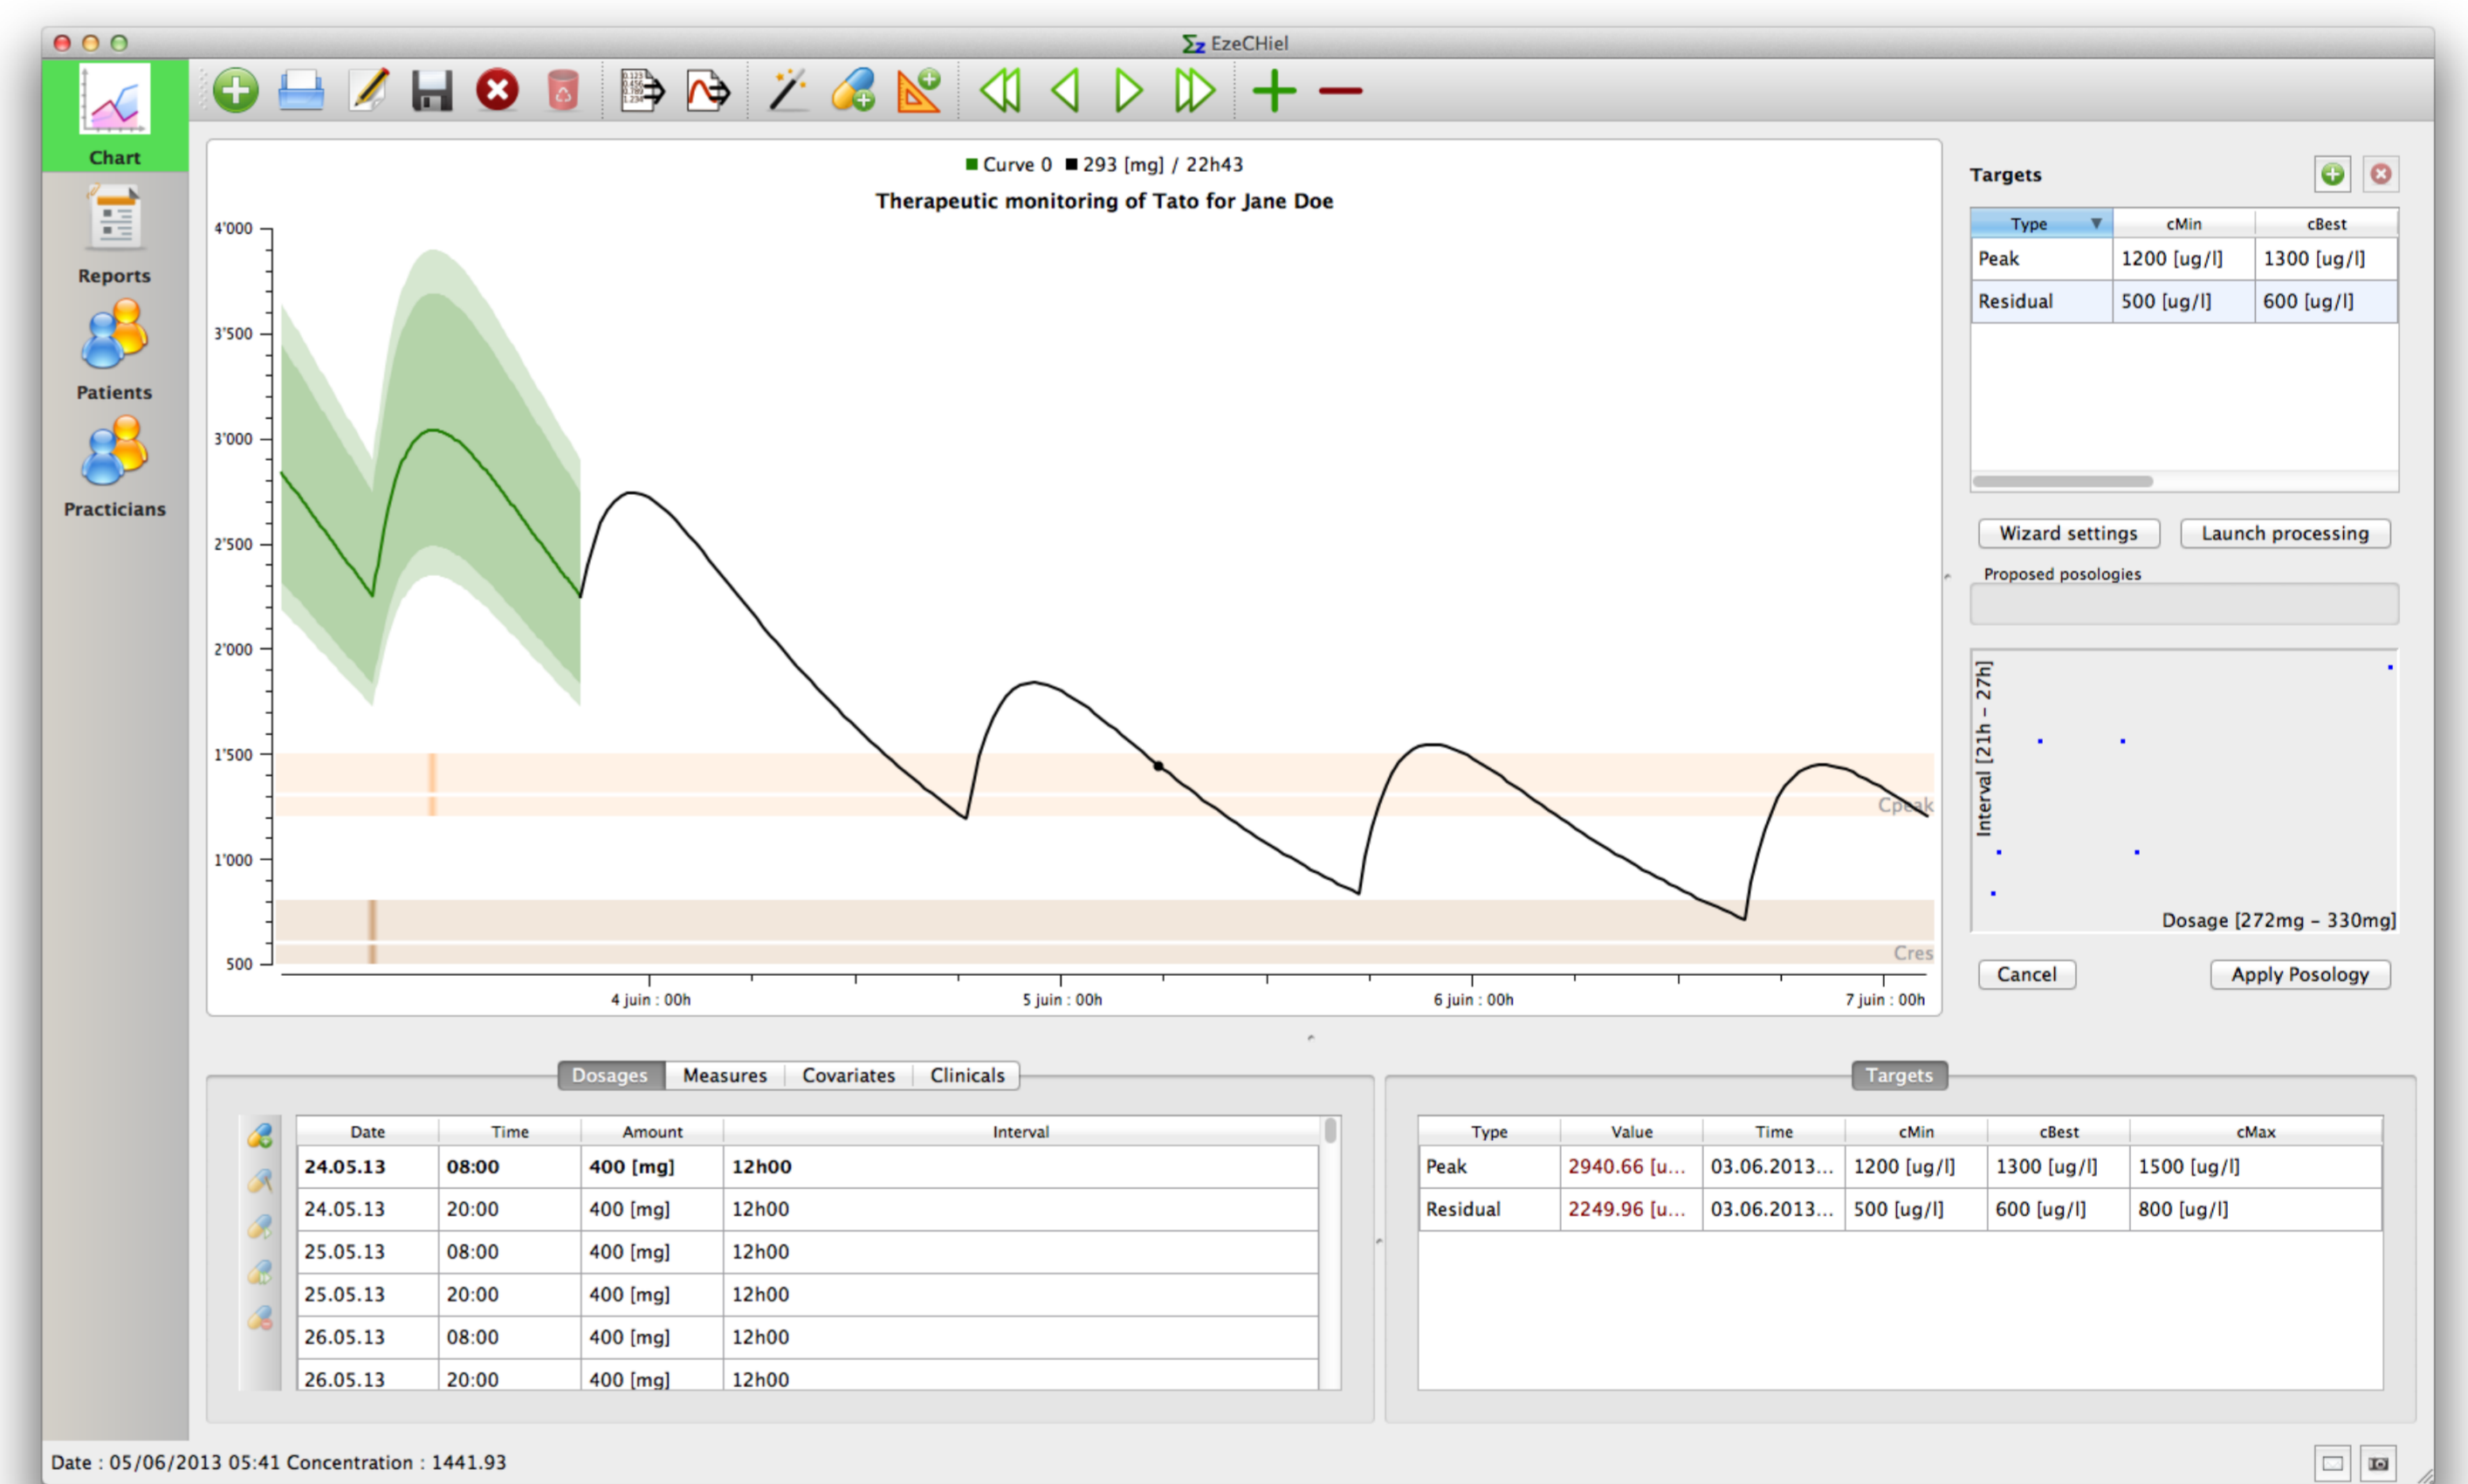 Σz EzeCHiel
Chart
Reports
Patients
Practicians
Curve 0 293 [mg] / 22h43
Therapeutic monitoring of Tato for Jane Doe
4'000
3'500
3'000
2'500
2'000
1'500
1'000
500
Cpeak
Cres
4 juin : 00h 5 juin : 00h 6 juin : 00h 7 juin : 00h
Targets
Type cMin cBest
Peak 1200 [ug/l] 1300 [ug/l]
Residual 500 [ug/l] 600 [ug/l]
Wizard settings Launch processing
Proposed posologies
Interval [21h – 27h]
Dosage [272mg – 330mg]
Cancel Apply Posology
Dosages Measures Covariates Clinicals
Date Time Amount Interval
24.05.13 08:00 400 [mg] 12h00
24.05.13 20:00 400 [mg] 12h00
25.05.13 08:00 400 [mg] 12h00
25.05.13 20:00 400 [mg] 12h00
26.05.13 08:00 400 [mg] 12h00
26.05.13 20:00 400 [mg] 12h00
Targets
Type Value Time cMin cBest cMax
Peak 2940.66 [u... 03.06.2013... 1200 [ug/l] 1300 [ug/l] 1500 [ug/l]
Residual 2249.96 [u... 03.06.2013... 500 [ug/l] 600 [ug/l] 800 [ug/l]
Date : 05/06/2013 05:41 Concentration : 1441.93